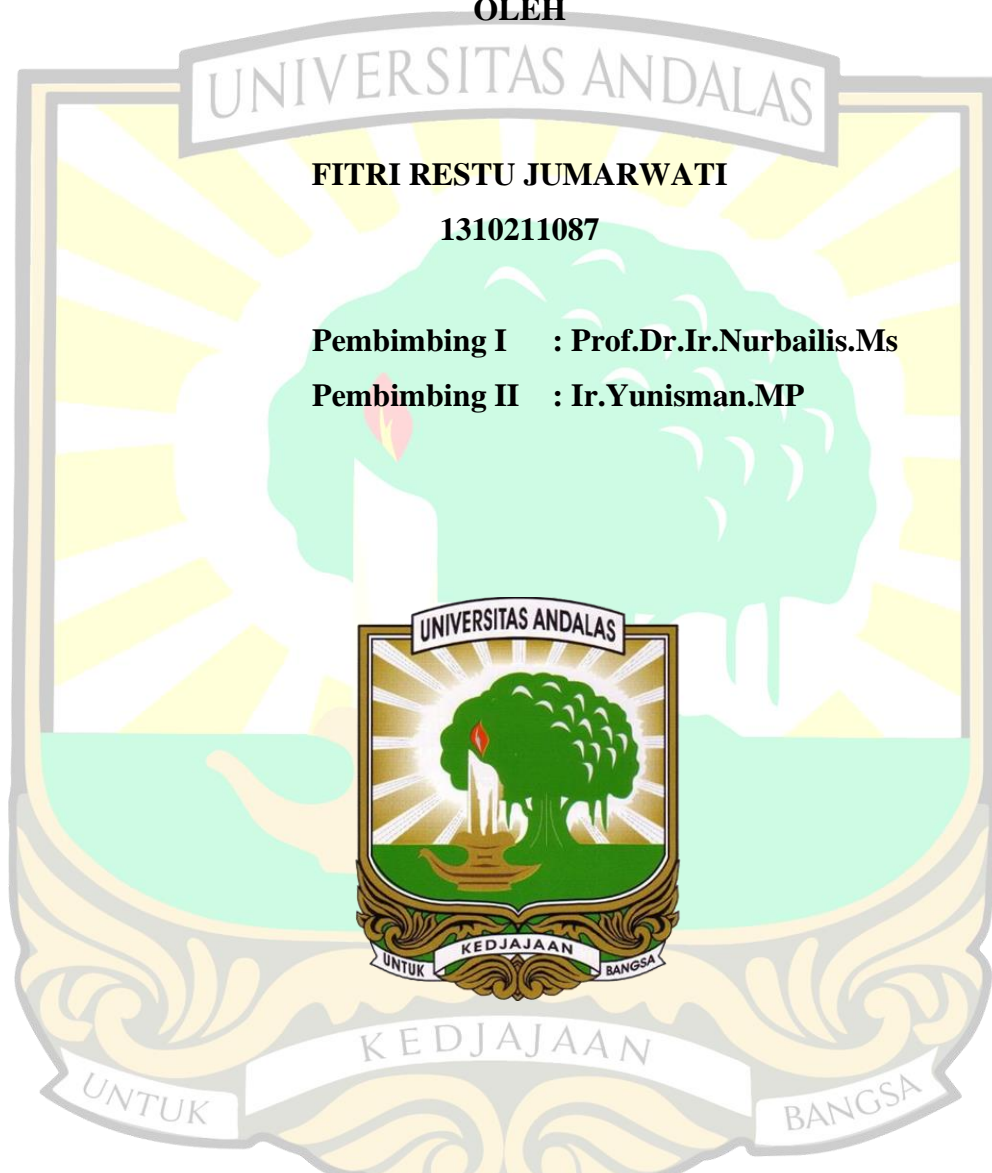 OLEH
UNIVERSITAS ANDALAS
FITRI RESTU JUMARWATI
1310211087
Pembimbing I : Prof.Dr.Ir.Nurbailis.Ms
Pembimbing II : Ir.Yunisman.MP
UNIVERSITAS ANDALAS
UNTUK KEDJAJAAN BANGSA
UNTUK KEDJAJAAN BANGSA